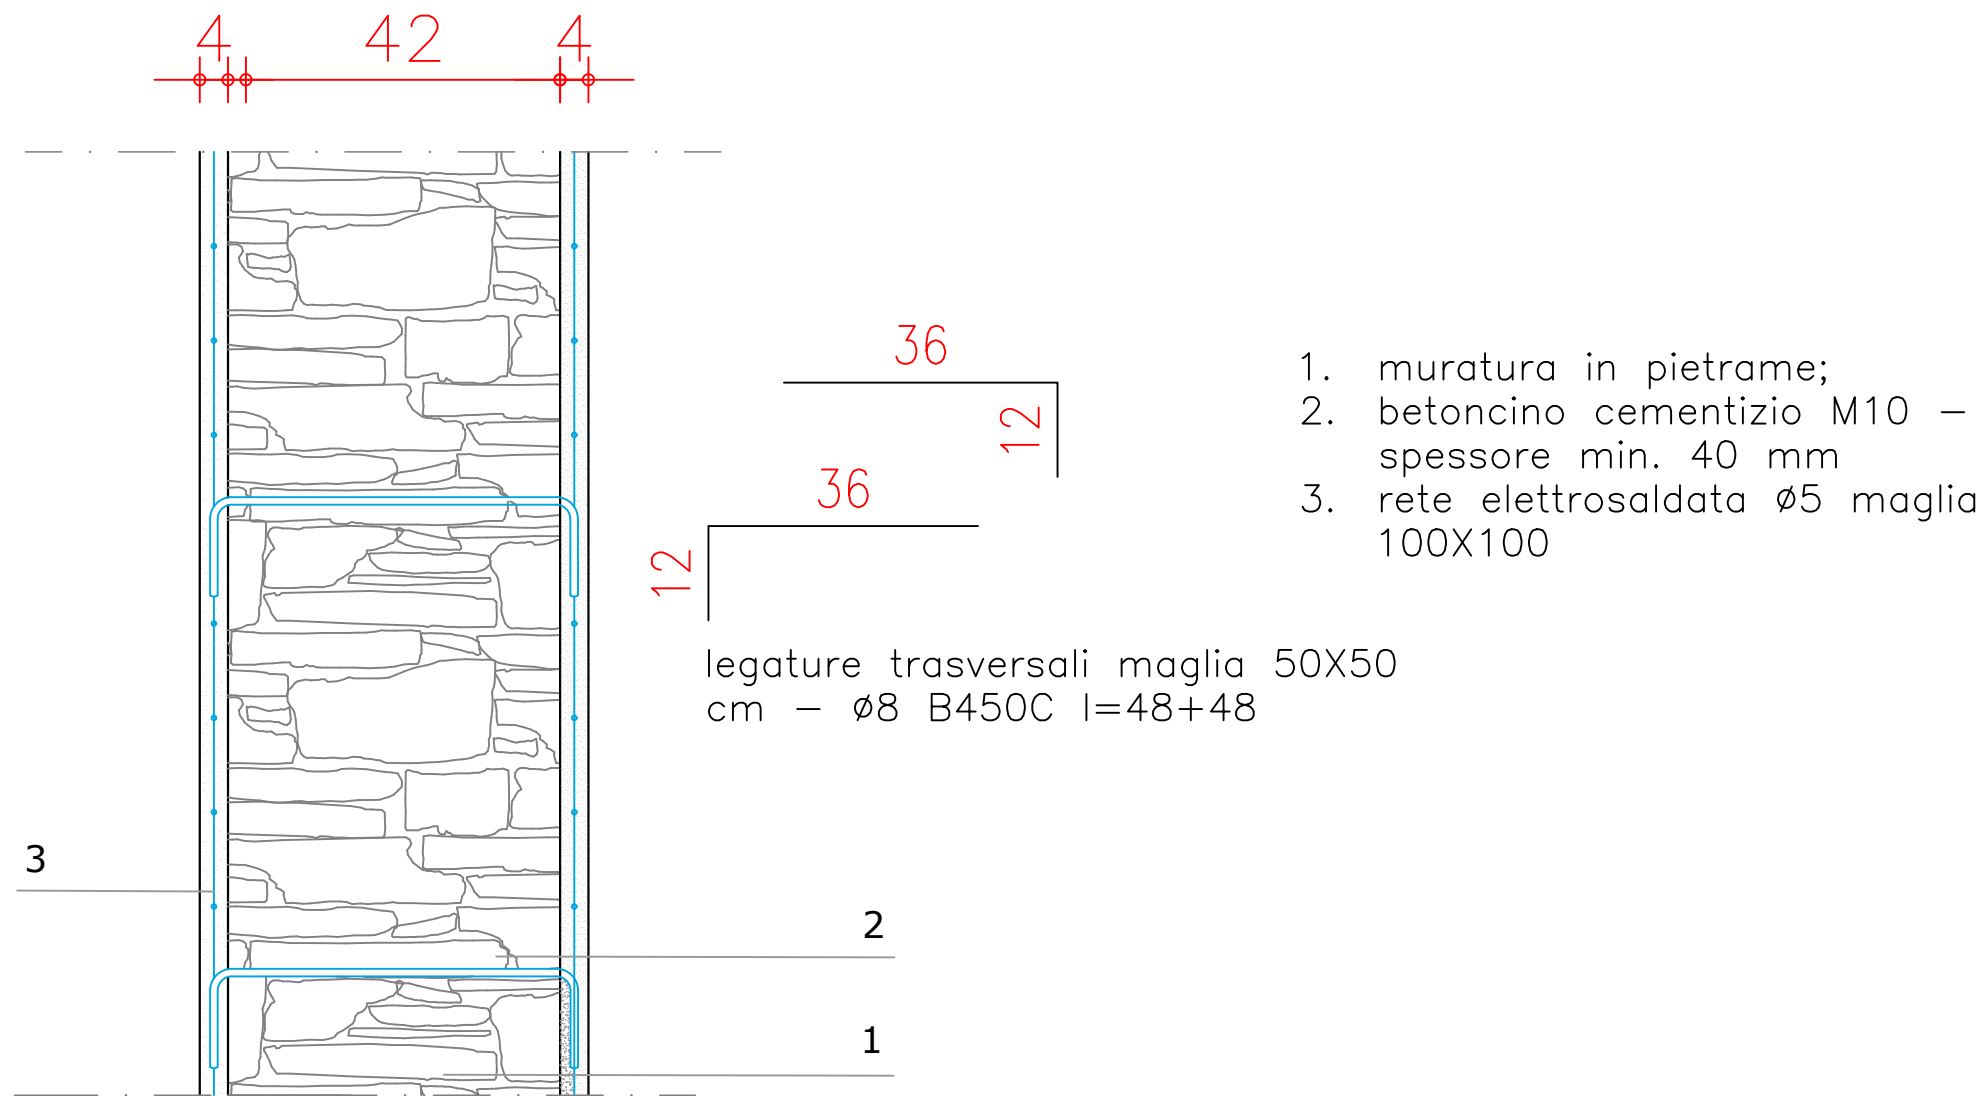 4 42 4
36
12
36
12
legature trasversali maglia 50X50
cm – ø8 B450C l=48+48
1. muratura in pietrame;
2. betoncino cementizio M10 –
spessore min. 40 mm
3. rete elettrosaldata ø5 maglia
100X100
3
2
1